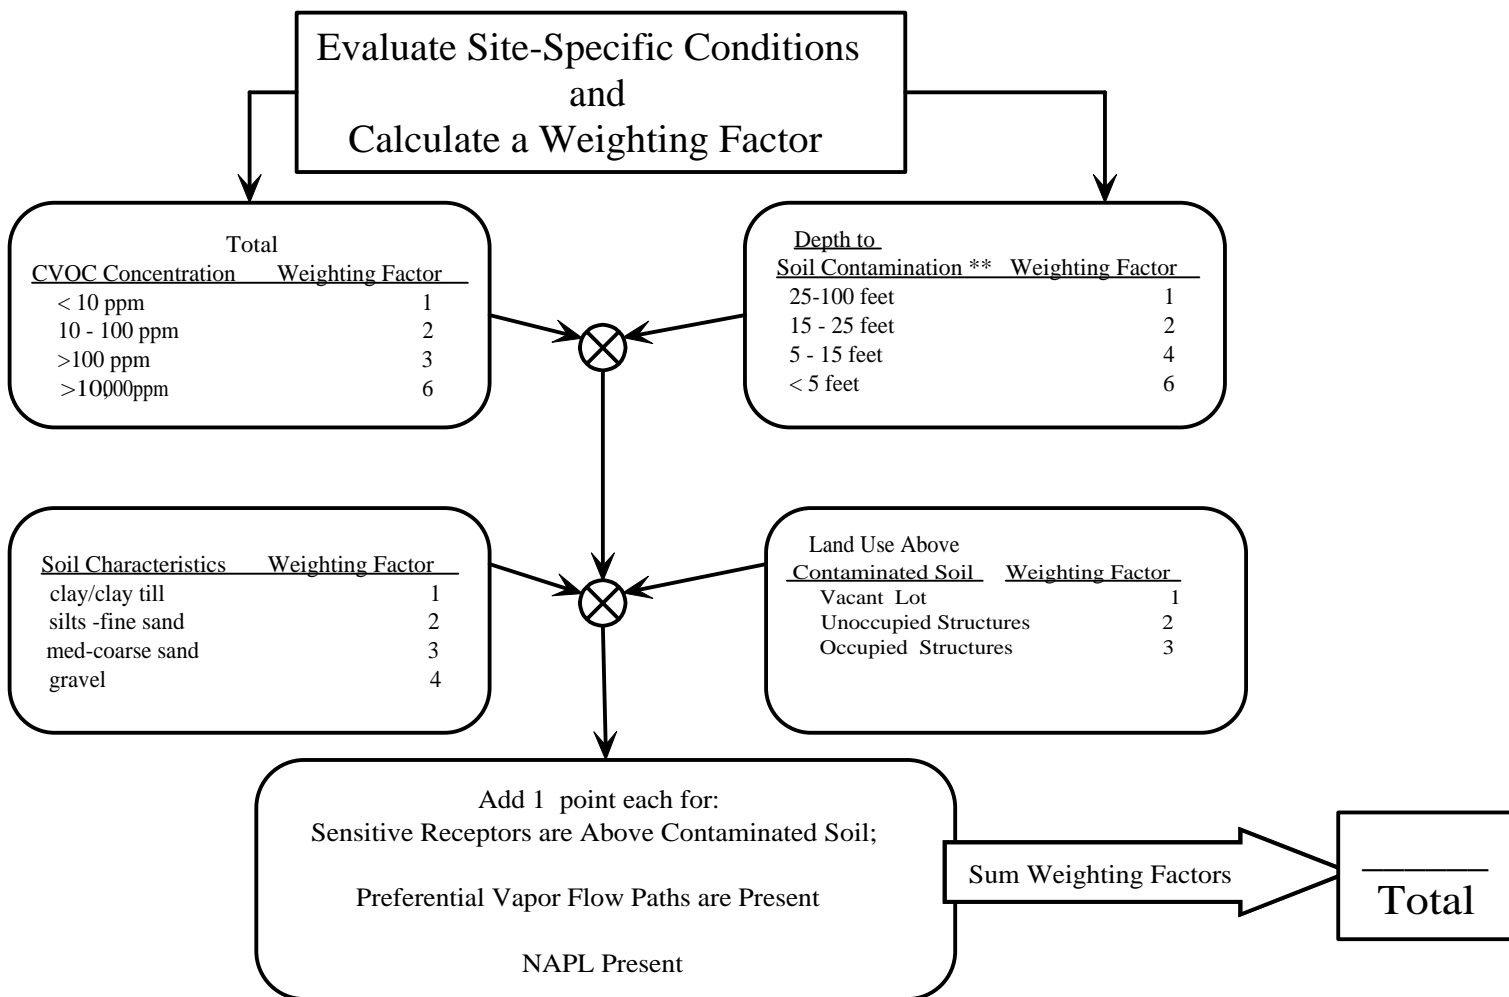 Evaluate Site-Specific Conditions
and
Calculate a Weighting Factor
Total
CVOC Concentration Weighting Factor
< 10 ppm 1
10 - 100 ppm 2
>100 ppm 3
>10,000ppm 6
Depth to
Soil Contamination ** Weighting Factor
25-100 feet 1
15 - 25 feet 2
5 - 15 feet 4
< 5 feet 6
Soil Characteristics Weighting Factor
clay/clay till 1
silts -fine sand 2
med-coarse sand 3
gravel 4
Land Use Above
Contaminated Soil Weighting Factor
Vacant Lot 1
Unoccupied Structures 2
Occupied Structures 3
Add 1 point each for:
Sensitive Receptors are Above Contaminated Soil;
Preferential Vapor Flow Paths are Present
NAPL Present
Sum Weighting Factors
Total